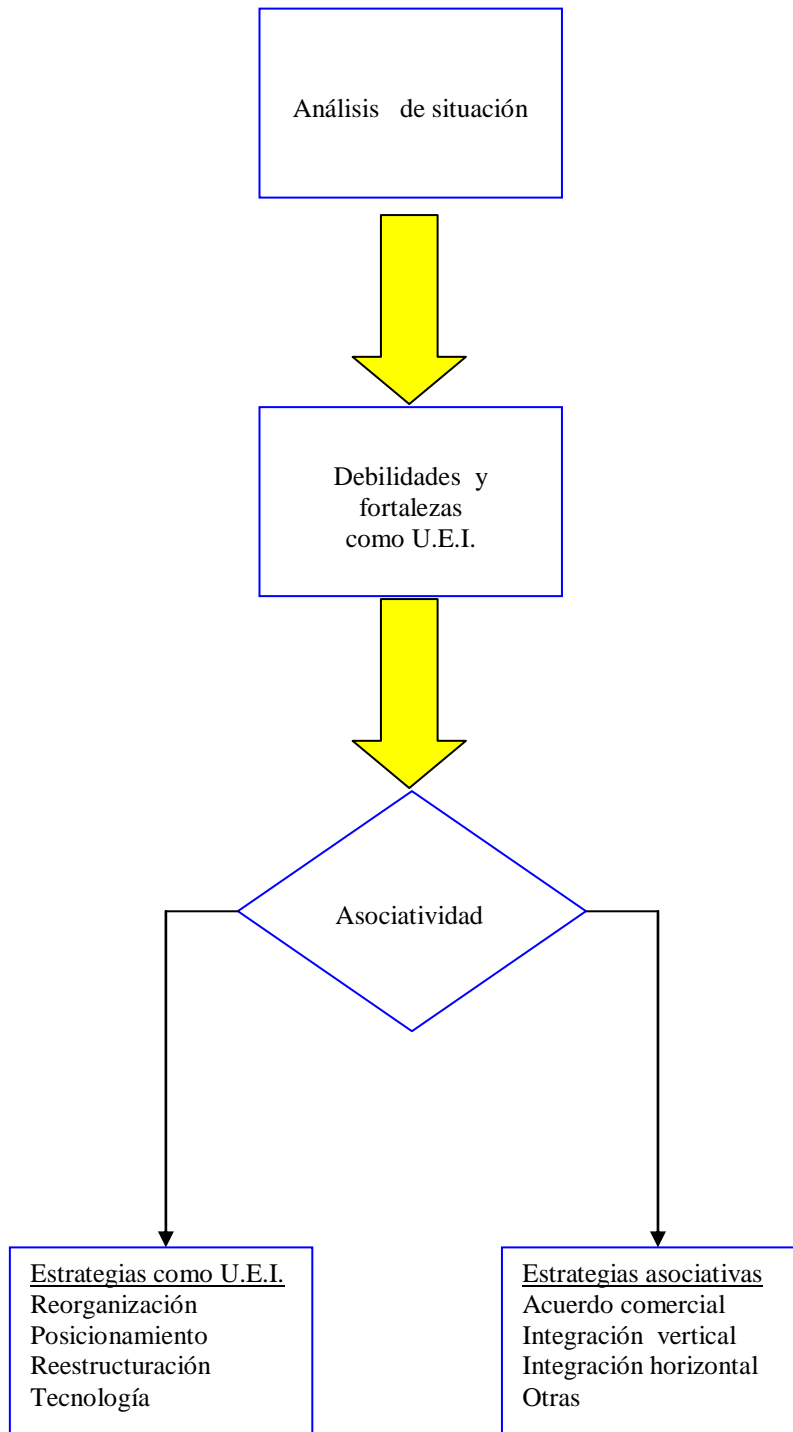 Análisis de situación
Debilidades y
fortalezas
como U.E.I.
Asociatividad
Estrategias como U.E.I.
Reorganización
Posicionamiento
Reestructuración
Tecnología
Estrategias asociativas
Acuerdo comercial
Integración vertical
Integración horizontal
Otras